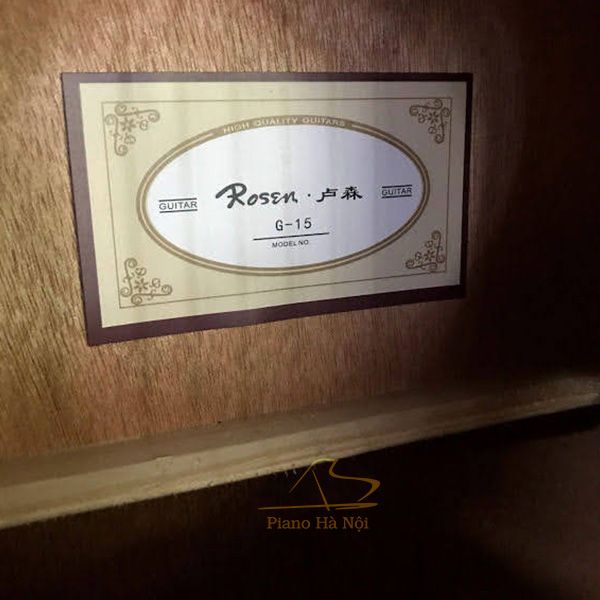 HIGH QUALITY GUITARS
GUITAR
Rosen · 卢森
GUITAR
G-15
MODEL NO.
Piano Hà Nội